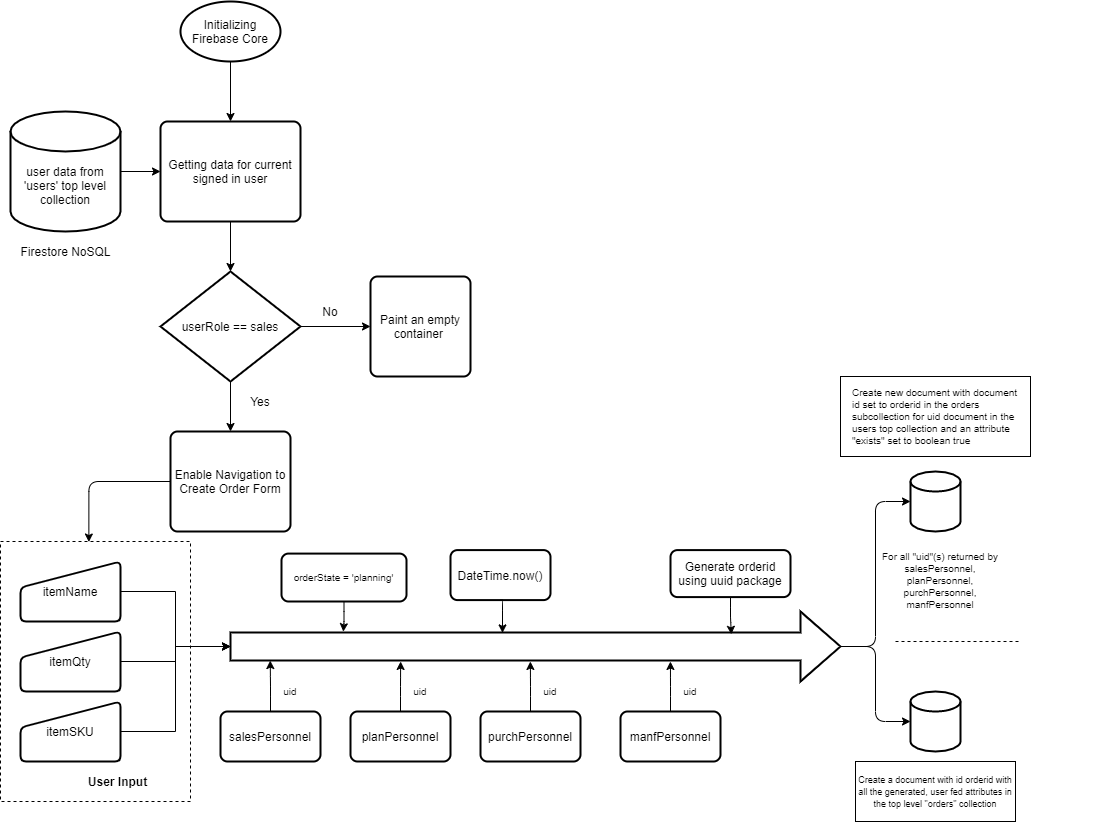 Initializing
Firebase Core
user data from
'users' top level
collection
Getting data for current
signed in user
Firestore NoSQL
userRole == sales
No
Paint an empty
container
Yes
Enable Navigation to
Create Order Form
Create new document with document
id set to orderid in the orders
subcollection for uid document in the
users top collection and an attribute
"exists" set to boolean true
itemName
itemQty
itemSKU
User Input
orderState = 'planning'
DateTime.now()
Generate orderid
using uuid package
For all "uid"(s) returned by
salesPersonnel,
planPersonnel,
purchPersonnel,
manfPersonnel
uid
uid
uid
uid
salesPersonnel
planPersonnel
purchPersonnel
manfPersonnel
Create a document with id orderid with
all the generated, user fed attributes in
the top level "orders" collection